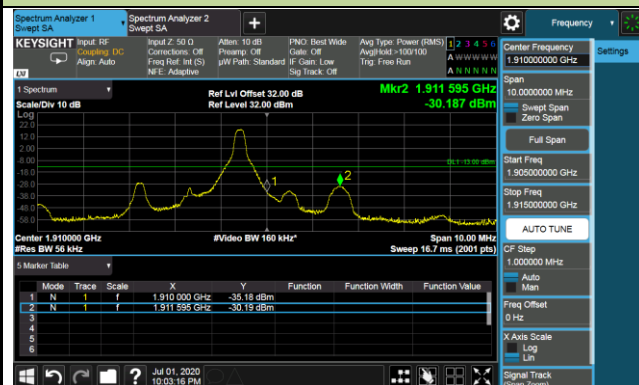 Spectrum Analyzer 1
Swept SA
Spectrum Analyzer 2
Swept SA
+
Frequency
KEYSIGHT
Input: RF
Coupling: DC
Align: Auto
Input Z: 50 Ω
Corrections: Off
Freq Ref: Int (S)
NFE: Adaptive
Atten: 10 dB
Preamp: Off
µW Path: Standard
PNO: Best Wide
Gate: Off
IF Gain: Low
Sig Track: Off
Avg Type: Power (RMS)
Avg|Hold:>100/100
Trig: Free Run
1 2 3 4 5 6
A W W W W W
A N N N N N
LXI
1 Spectrum
Scale/Div 10 dB
Ref Lvl Offset 32.00 dB
Ref Level 32.00 dBm
Mkr2 1.911 595 GHz
-30.187 dBm
Log
22.0
12.0
2.00
-8.00
-18.0
-28.0
-38.0
-48.0
-58.0
DL1 -13.00 dBm
1
2
Center 1.91000 GHz
#Res BW 56 kHz
#Video BW 160 kHz*
Span 10.00 MHz
Sweep 16.7 ms (2001 pts)
5 Marker Table
Mode Trace Scale X Y Function Function Width Function Value
1 N 1 f 1.910 000 GHz -35.18 dBm
2 N 1 f 1.911 595 GHz -30.19 dBm
3
4
5
6
Jul 01, 2020
10:03:16 PM
Center Frequency
1.910000000 GHz
Settings
Span
10.0000000 MHz
Swept Span
Zero Span
Full Span
Start Freq
1.905000000 GHz
Stop Freq
1.915000000 GHz
AUTO TUNE
CF Step
1.000000 MHz
Auto
Man
Freq Offset
0 Hz
X Axis Scale
Log
Lin
Signal Track
(Span Zoom)